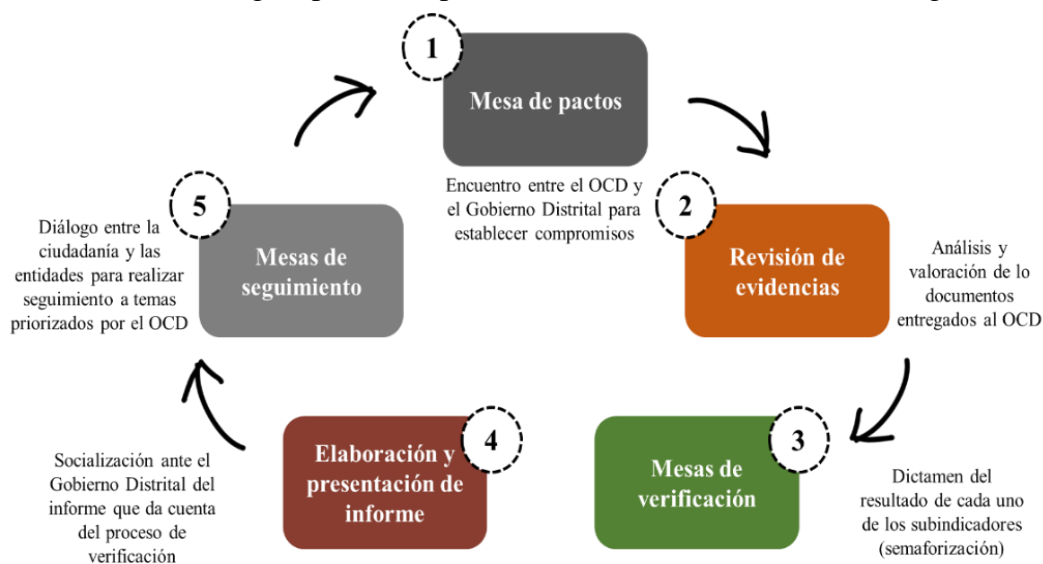 1
Mesa de pactos
Encuentro entre el OCD y
el Gobierno Distrital para
establecer compromisos
2
Revisión de
evidencias
Análisis y
valoración de lo
documentos
entregados al OCD
3
Mesas de
verificación
Dictamen del
resultado de cada uno
de los subindicadores
(semaforización)
4
Elaboración y
presentación de
informe
Socialización ante el
Gobierno Distrital del
informe que da cuenta
del proceso de
verificación
5
Mesas de
seguimiento
Diálogo entre la
ciudadanía y las
entidades para realizar
seguimiento a temas
priorizados por el OCD